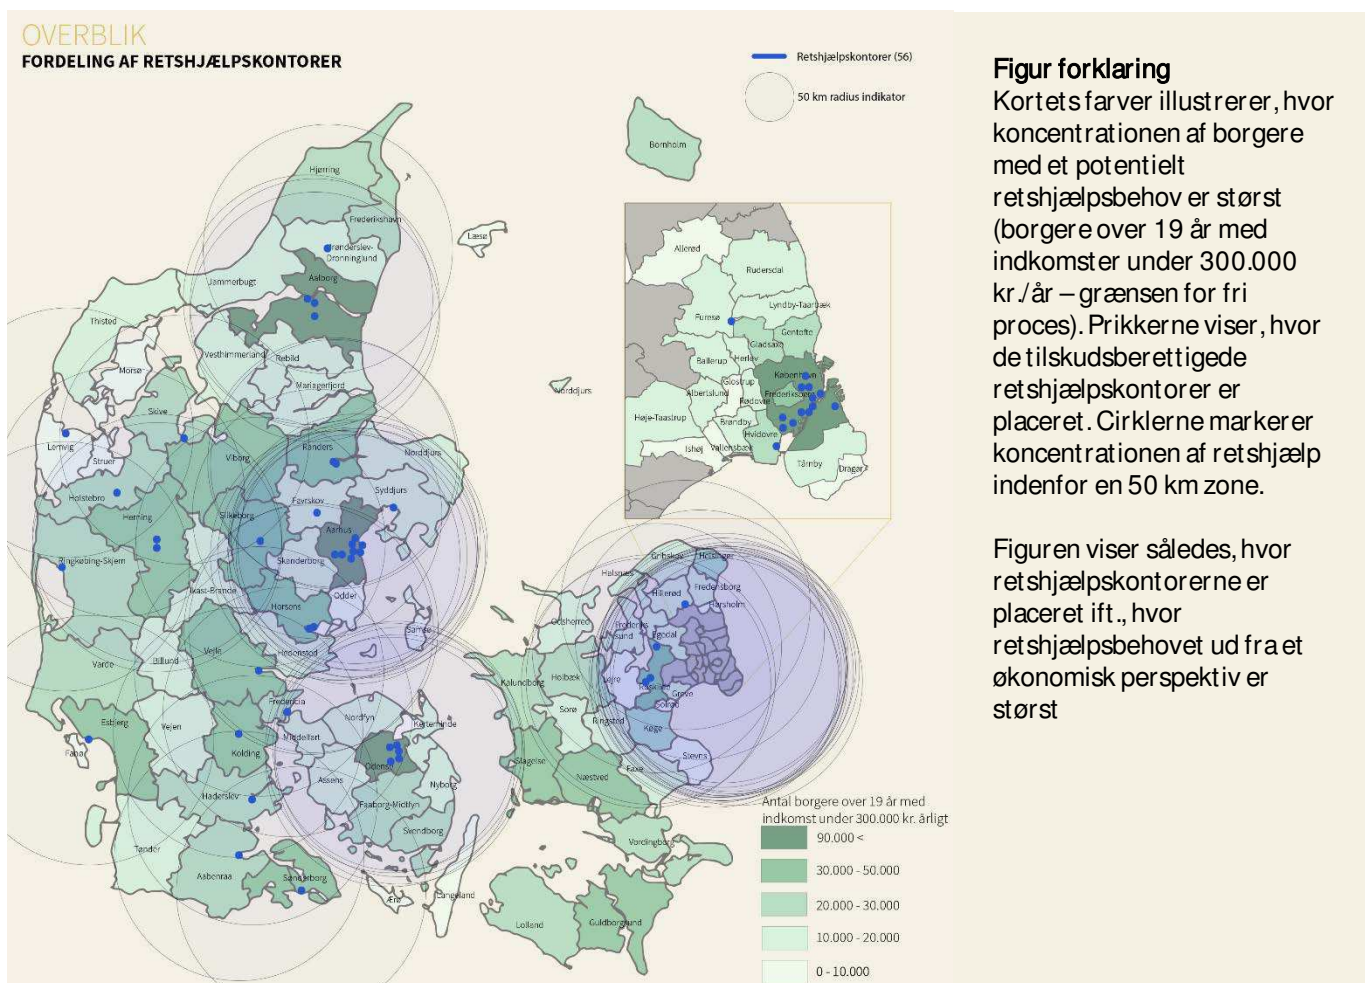 OVERBLIK
FORDELING AF RETSHJÆLPSKONTORER
Retshjælpskontorer (56)
50 km radius indikator
Figur forklaring
Kortets farver illustrerer, hvor
koncentrationen af borgere
med et potentielt
retshjælpsbehov er størst
(borgere over 19 år med
indkomster under 300.000
kr./år – grænsen for fri
proces). Prikkerne viser, hvor
de tilskudsberettigede
retshjælpskontorer er
placeret. Cirklerne markerer
koncentrationen af retshjælp
indenfor en 50 km zone.
Figuren viser således, hvor
retshjælpskontorerne er
placeret ift., hvor
retshjælpsbehovet ud fra et
økonomisk perspektiv er
størst
Bornholm
Hjørring
Frederikshavn
Læsø
Brønderslev-
Dronninglund
Aalborg
Jammerbugt
Thisted
Vesthimmerland
Rebild
Morsø
Mariagerfjord
Norddjurs
Skive
Lemvig
Struer
Viborg
Randers
Norddjurs
Holstebro
Favrskov
Syddjurs
Herning
Silkeborg
Aarhus
Ringkøbing-Skjern
Skanderborg
Ikast-Brande
Odder
Horsens
Samsø
Hedensted
Vejle
Varde
Billund
Fredericia
Nordfyn
Kerteminde
Esbjerg
Vejen
Middelfart
Fanø
Kolding
Odense
Assens
Nyborg
Haderslev
Faaborg-Midtfyn
Svendborg
Tønder
Aabenraa
Sønderborg
Ærø
Langeland
Allerød
Rudersdal
Lyndby-Taarbæk
Furesø
Gentofte
Gladsaxe
Ballerup
Herlev
København
Glostrup
Albertslund
Frederiksberg
Rødovre
Høje-Taastrup
Brøndby
Hvidovre
Ishøj
Vallensbæk
Tårnby
Dragør
Gribskov
Helsingør
Halsnæs
Hillerød
Fredensborg
Hørsholm
Odsherred
Frederiks
sund
Egedal
Kalundborg
Holbæk
Lejre
Roskilde
Greve
Solrød
Sorø
Ringsted
Køge
Stevns
Slagelse
Næstved
Faxe
Vordingborg
Lolland
Guldborgsund
Antal borgere over 19 år med
indkomst under 300.000 kr. årligt
90.000 <
30.000 - 50.000
20.000 - 30.000
10.000 - 20.000
0 - 10.000